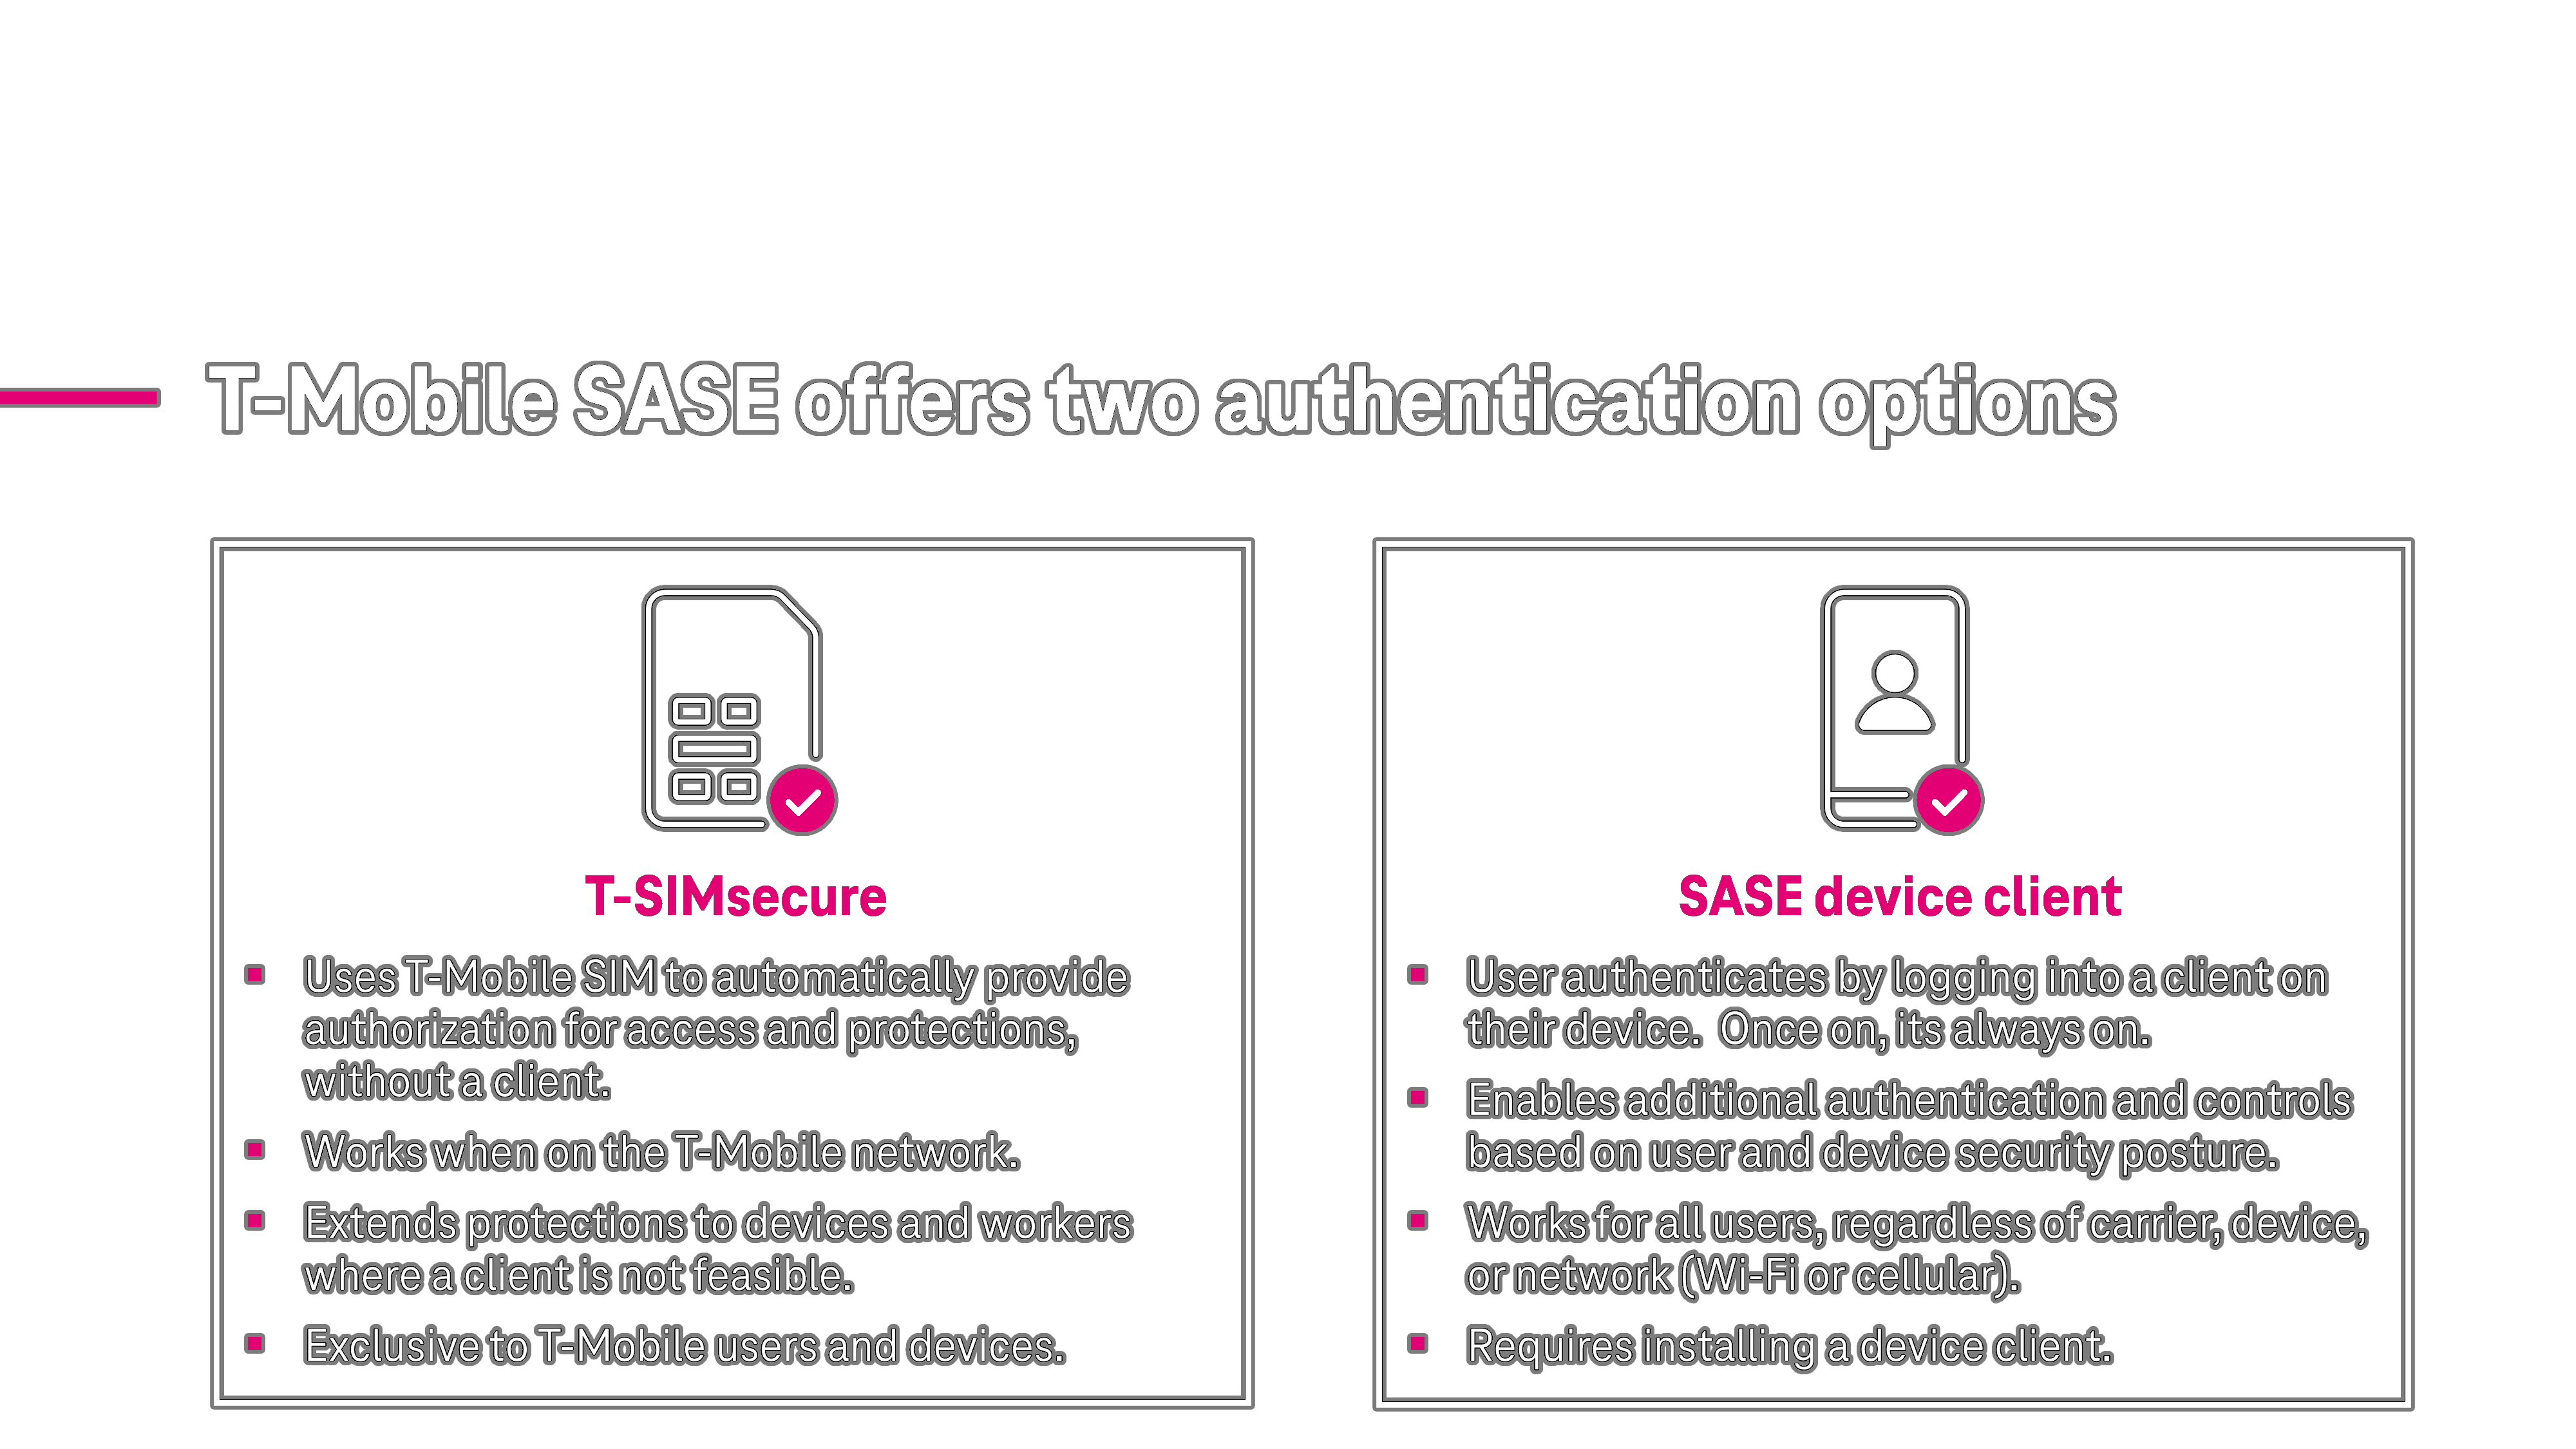 T-Mobile SASE offers two authentication options
T-SIMsecure
Uses T-Mobile SIM to automatically provide
authorization for access and protections,
without a client.
Works when on the T-Mobile network.
Extends protections to devices and workers
where a client is not feasible.
Exclusive to T-Mobile users and devices.
SASE device client
User authenticates by logging into a client on
their device.  Once on, its always on.
Enables additional authentication and controls
based on user and device security posture.
Works for all users, regardless of carrier, device,
or network (Wi-Fi or cellular).
Requires installing a device client.